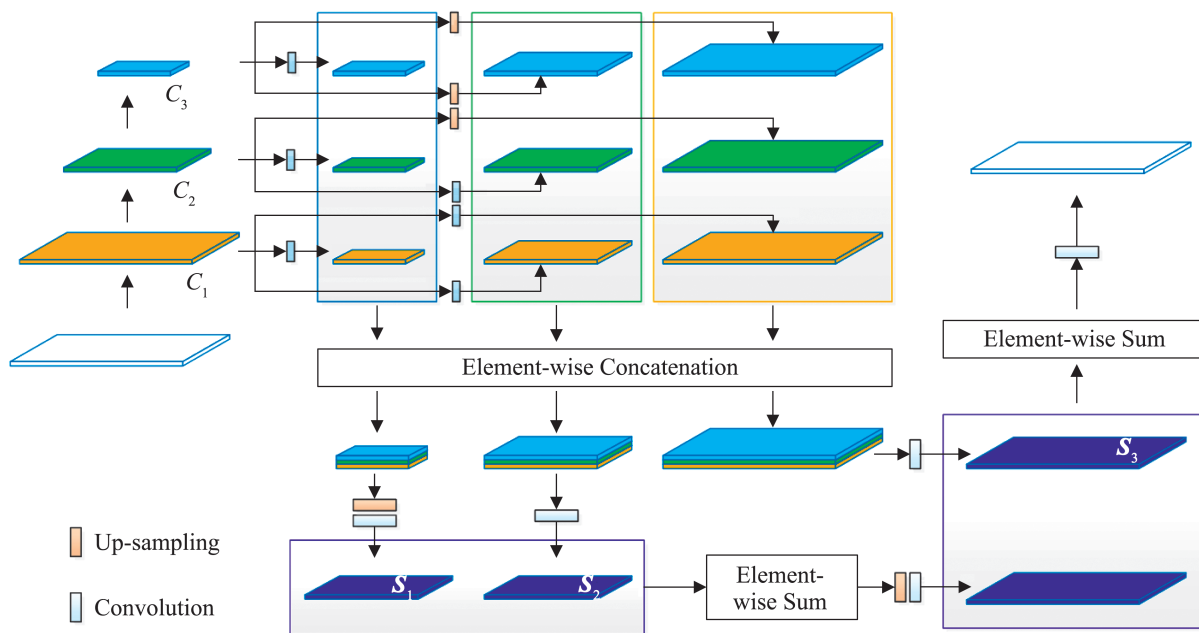 C3
C2
C1
Element-wise Sum
Element-wise Concatenation
S3
Up-sampling
Convolution
S1
S2
Element-
wise Sum